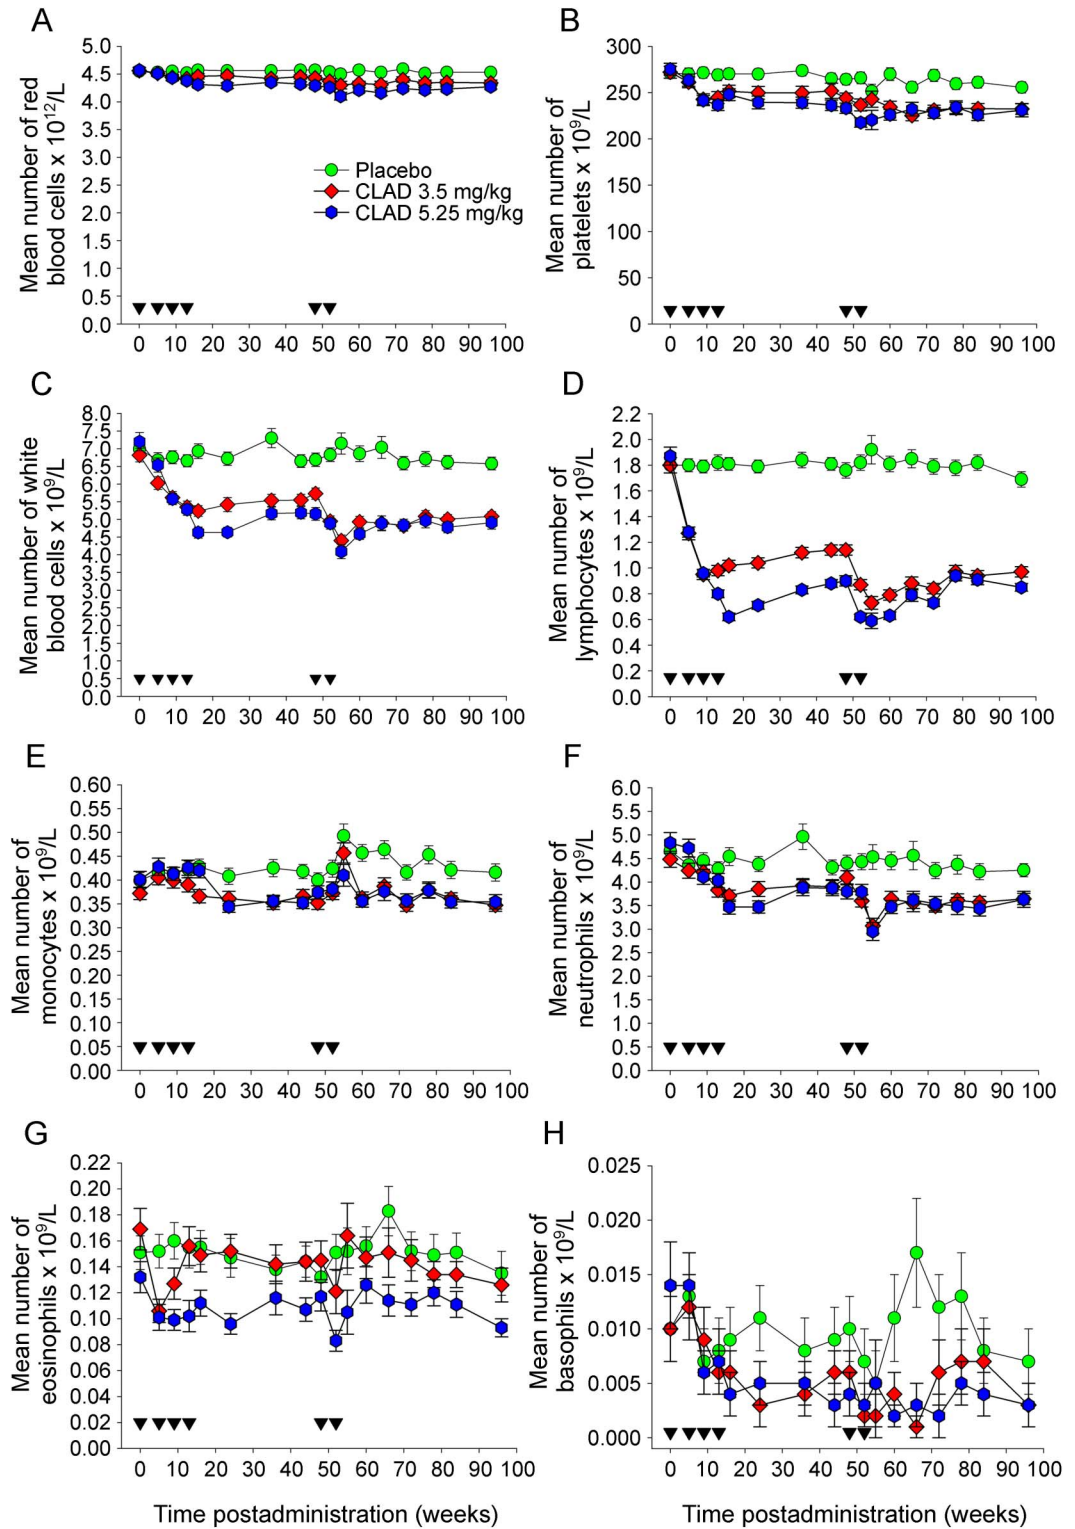 A
Mean number of red
blood cells x 10¹²/L
5.0
4.5
4.0
3.5
3.0
2.5
2.0
1.5
1.0
0.5
0.0
0 10 20 30 40 50 60 70 80 90 100
Placebo
CLAD 3.5 mg/kg
CLAD 5.25 mg/kg
B
Mean number of
platelets x 10⁹/L
300
250
200
150
100
50
0
0 10 20 30 40 50 60 70 80 90 100
C
Mean number of white
blood cells x 10⁹/L
8.0
7.5
7.0
6.5
6.0
5.5
5.0
4.5
4.0
3.5
3.0
2.5
2.0
1.5
1.0
0.5
0.0
0 10 20 30 40 50 60 70 80 90 100
D
Mean number of
lymphocytes x 10⁹/L
2.2
2.0
1.8
1.6
1.4
1.2
1.0
0.8
0.6
0.4
0.2
0.0
0 10 20 30 40 50 60 70 80 90 100
E
Mean number of
monocytes x 10⁹/L
0.60
0.55
0.50
0.45
0.40
0.35
0.30
0.25
0.20
0.15
0.10
0.05
0.00
0 10 20 30 40 50 60 70 80 90 100
F
Mean number of
neutrophils x 10⁹/L
6.0
5.5
5.0
4.5
4.0
3.5
3.0
2.5
2.0
1.5
1.0
0.5
0.0
0 10 20 30 40 50 60 70 80 90 100
G
Mean number of
eosinophils x 10⁹/L
0.22
0.20
0.18
0.16
0.14
0.12
0.10
0.08
0.06
0.04
0.02
0.00
0 10 20 30 40 50 60 70 80 90 100
Time postadministration (weeks)
H
Mean number of
basophils x 10⁹/L
0.025
0.020
0.015
0.010
0.005
0.000
0 10 20 30 40 50 60 70 80 90 100
Time postadministration (weeks)